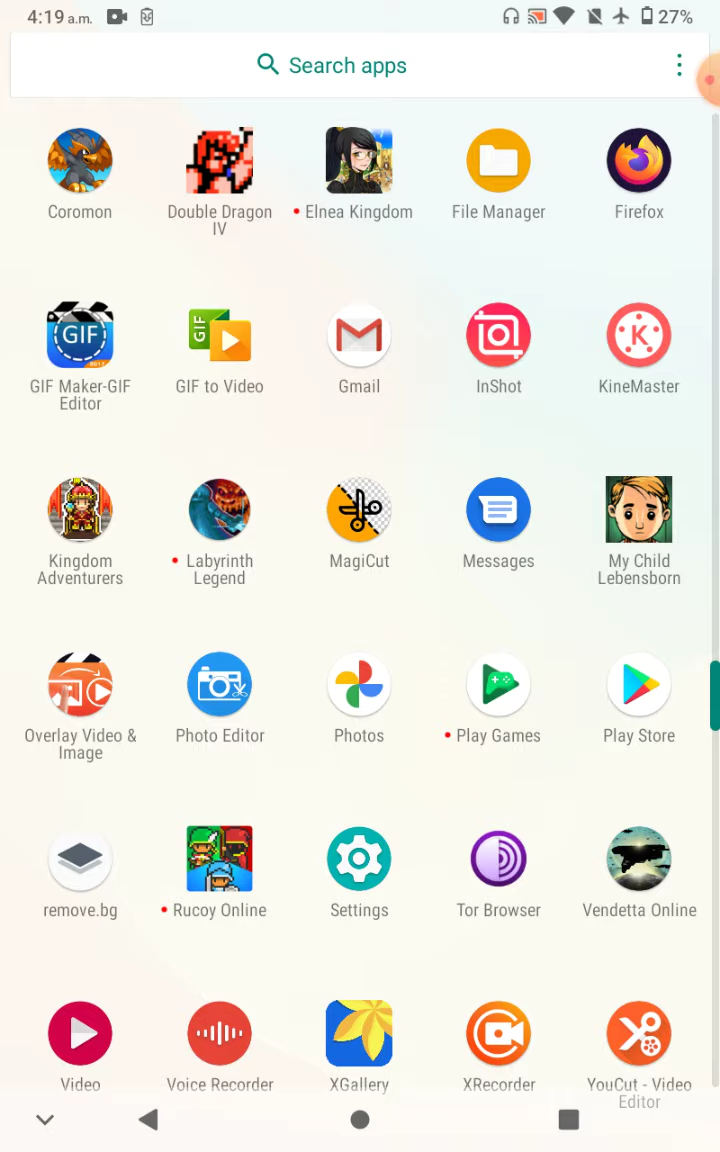 4:19 a.m. 27%
Search apps
Coromon
Double Dragon
IV
Elnea Kingdom
File Manager
Firefox
GIF
GIF Maker-GIF
Editor
GIF
GIF to Video
Gmail
InShot
K
KineMaster
Kingdom
Adventurers
Labyrinth
Legend
MagiCut
Messages
My Child
Lebensborn
Overlay Video &
Image
Photo Editor
Photos
Play Games
Play Store
remove.bg
Rucoy Online
Settings
Tor Browser
Vendetta Online
Video
Voice Recorder
XGallery
XRecorder
YouCut - Video
Editor